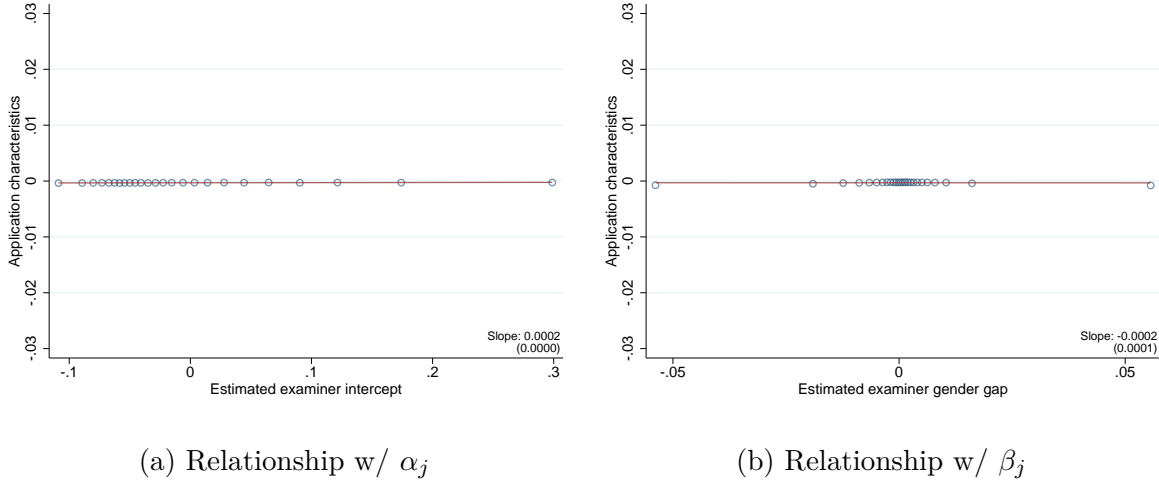 .03
.02
.01
0
-.01
-.02
-.03
Application characteristics
Slope: 0.0002
(0.0000)
-.1 0 .1 .2 .3
Estimated examiner intercept
(a) Relationship w/ αj
.03
.02
.01
0
-.01
-.02
-.03
Application characteristics
Slope: -0.0002
(0.0001)
-.05 0 .05
Estimated examiner gender gap
(b) Relationship w/ βj